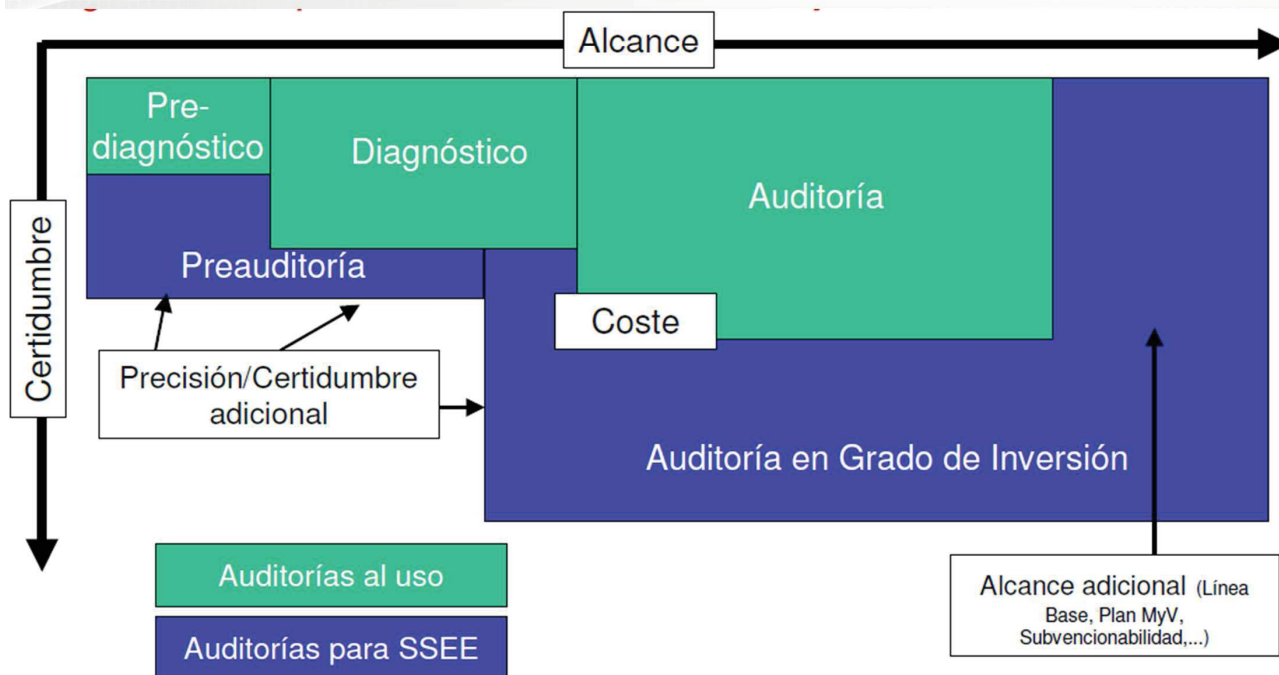 Alcance
Pre-
diagnóstico
Diagnóstico
Auditoría
Certidumbre
Preauditoría
Coste
Precisión/Certidumbre
adicional
Auditoría en Grado de Inversión
Auditorías al uso
Auditorías para SSEE
Alcance adicional (Línea
Base, Plan MyV,
Subvencionabilidad,...)